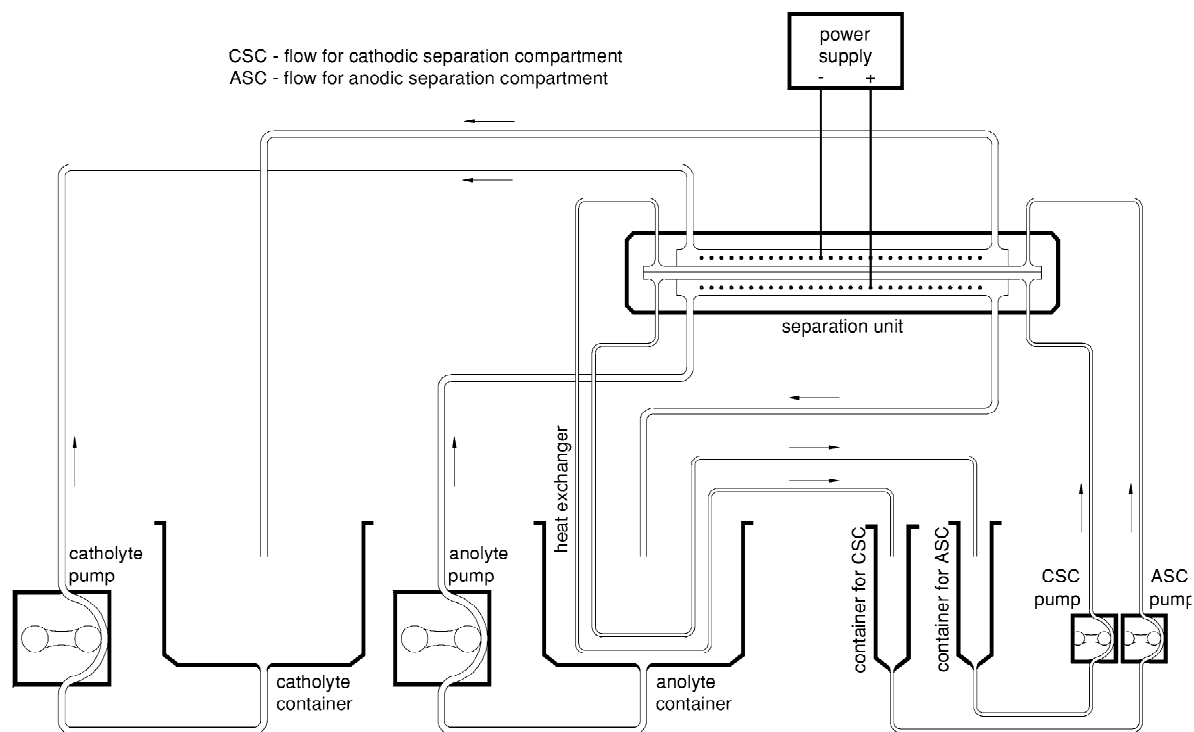 CSC - flow for cathodic separation compartment
ASC - flow for anodic separation compartment
power
supply
- +
separation unit
heat exchanger
catholyte
pump
catholyte
container
anolyte
pump
anolyte
container
container for CSC
container for ASC
CSC
pump
ASC
pump